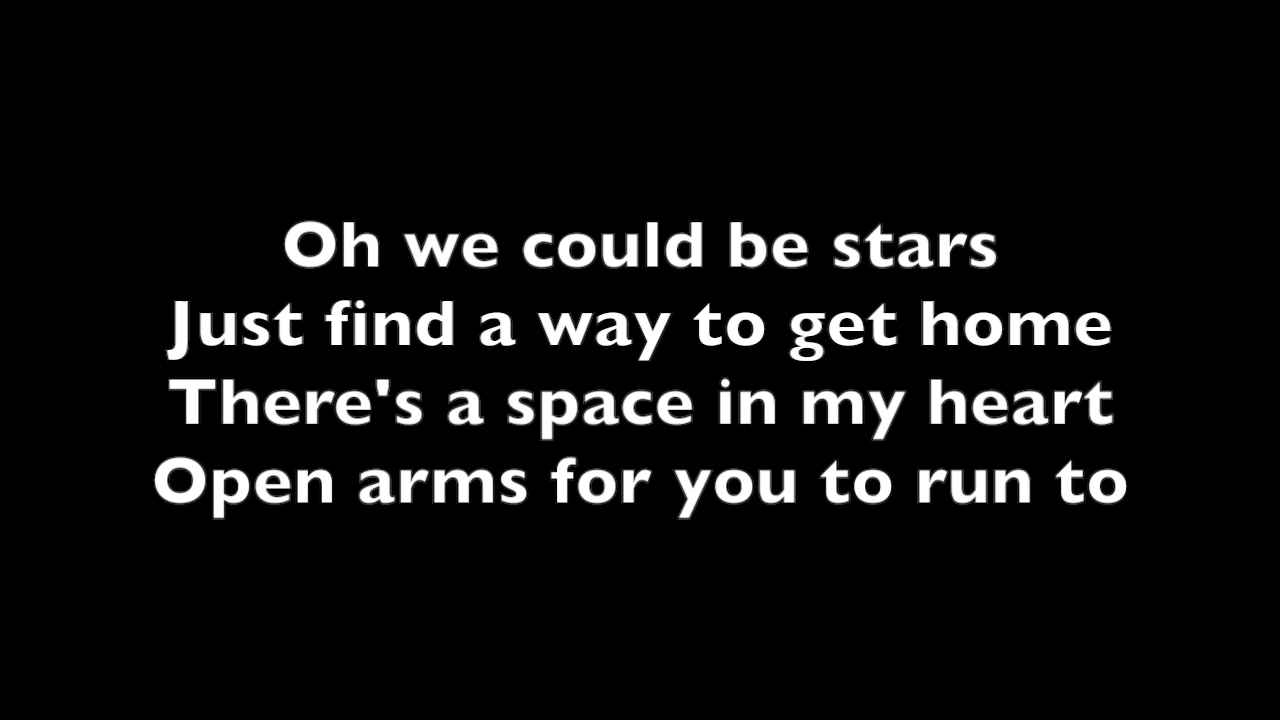 Oh we could be stars
Just find a way to get home
There's a space in my heart
Open arms for you to run to